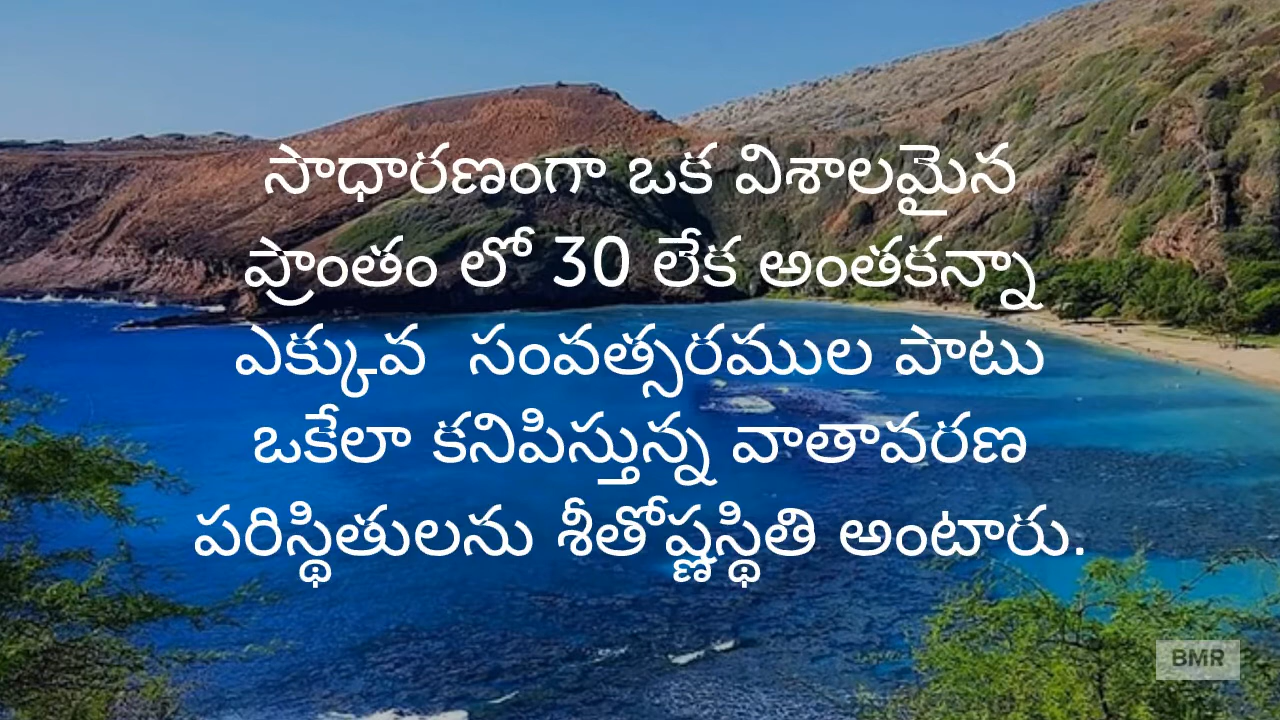 సాధారణంగా ఒక విశాలమైన
ప్రాంతం లో 30 లేక అంతకన్నా
ఎక్కువ  సంవత్సరముల పాటు
ఒకేలా కనిపిస్తున్న వాతావరణ
పరిస్థితులను శీతోష్ణస్థితి అంటారు.
BMR